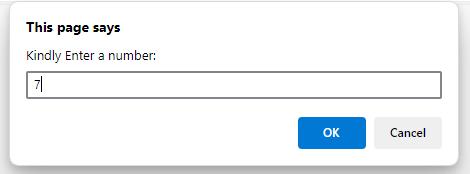 This page says
Kindly Enter a number:
7
OK
Cancel